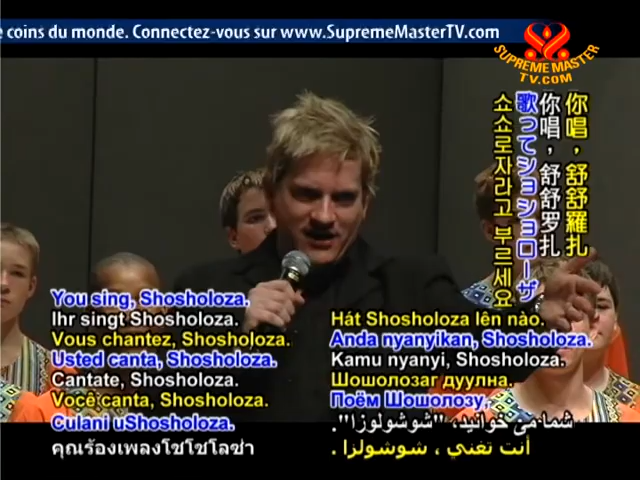 e coins du monde. Connectez-vous sur www.SupremeMasterTV.com
SUPREME MASTER
TV.COM
你唱，舒舒羅扎
你唱，舒舒罗扎
歌ってショショローザ
쇼쇼로자라고 부르세요
You sing, Shosholoza.
Ihr singt Shosholoza.
Vous chantez, Shosholoza.
Usted canta, Shosholoza.
Cantate, Shosholoza.
Você canta, Shosholoza.
Culani uShosholoza.
คุณร้องเพลงโชโชโลซ่า
Hát Shosholoza lên nào.
Anda nyanyikan, Shosholoza.
Kamu nyanyi, Shosholoza.
Шошолозаг дуулна.
Поём Шошолозу,
شما می خوانید، "شوشولوزا".
أنت تغني ، شوشولزا .